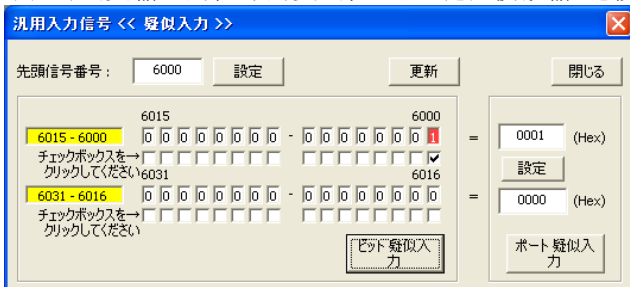 汎用入力信号 << 疑似入力 >>
先頭信号番号： 6000 設定 更新 閉じる
6015 6000
6015 - 6000 0 0 0 0 0 0 0 0 - 0 0 0 0 0 0 0 1 = 0001 (Hex)
チェックボックスを→
クリックしてください
設定
6031 6016
6031 - 6016 0 0 0 0 0 0 0 0 - 0 0 0 0 0 0 0 0 = 0000 (Hex)
チェックボックスを→
クリックしてください
ビット疑似入力
ポート疑似入力